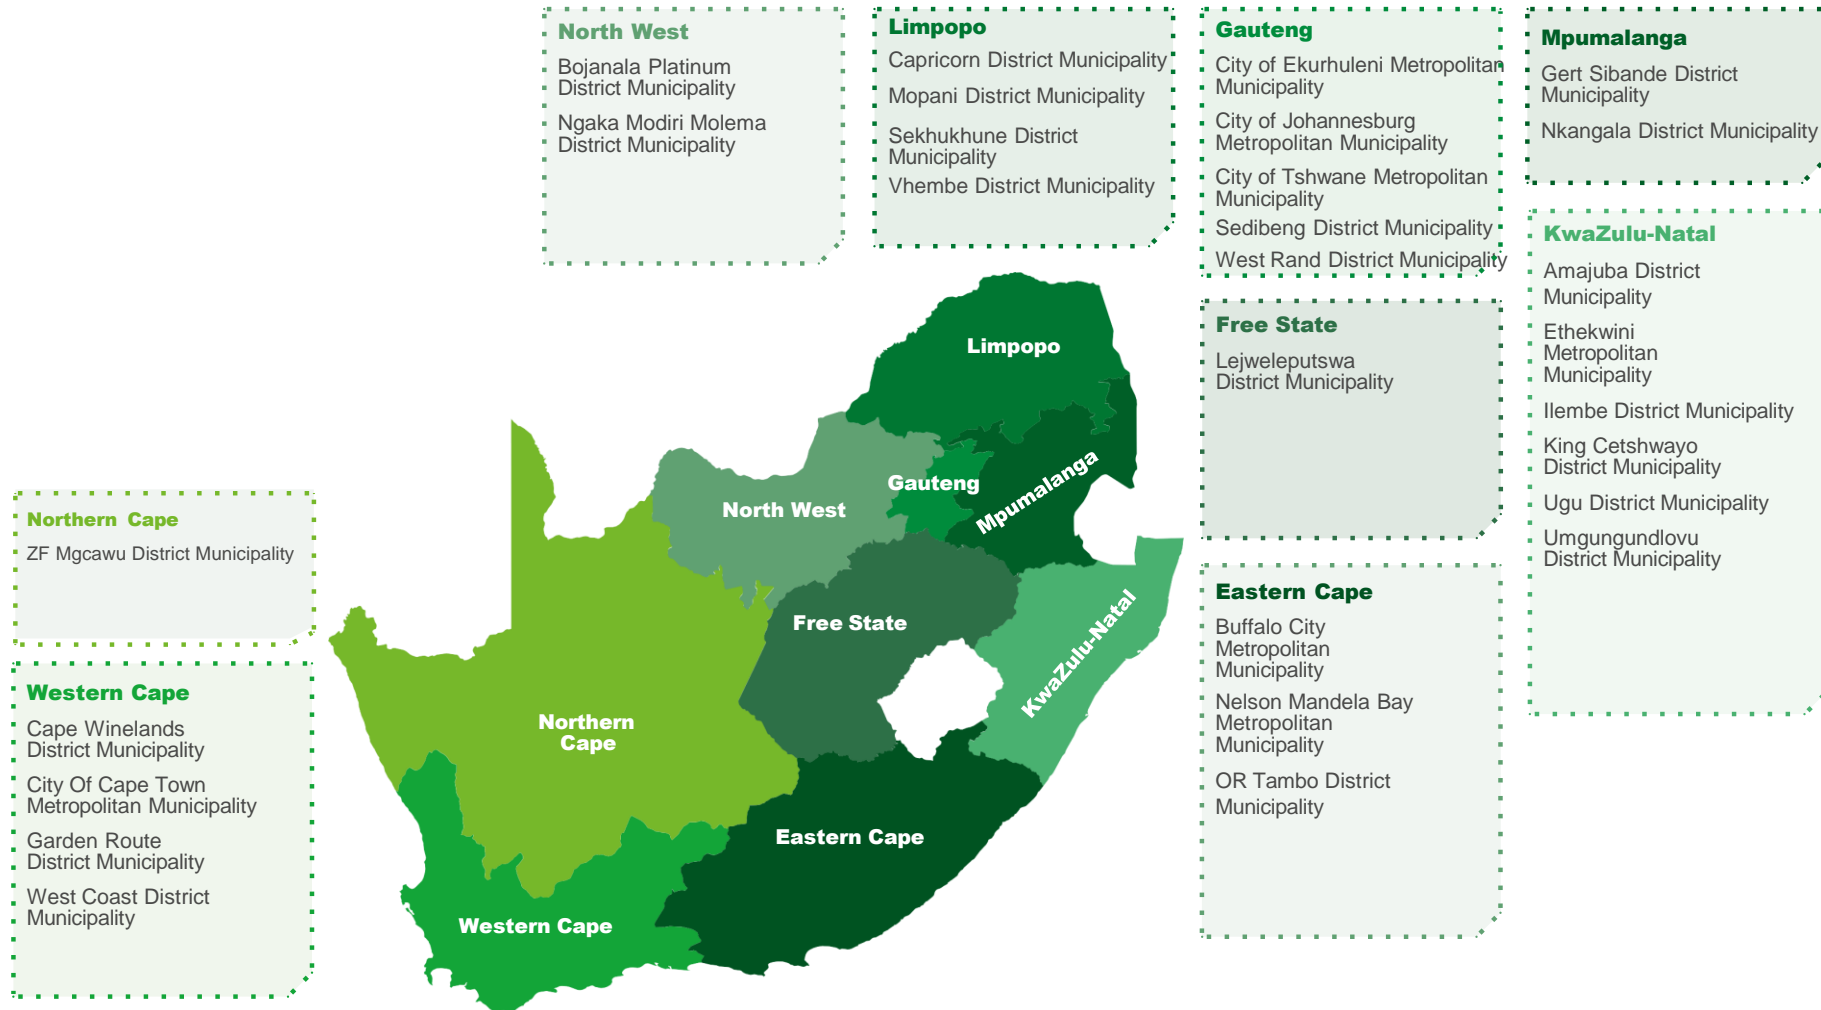 North West
Bojanala Platinum
District Municipality
Ngaka Modiri Molema
District Municipality
Limpopo
Capricorn District Municipality
Mopani District Municipality
Sekhukhune District
Municipality
Vhembe District Municipality
Gauteng
City of Ekurhuleni Metropolitan
Municipality
City of Johannesburg
Metropolitan Municipality
City of Tshwane Metropolitan
Municipality
Sedibeng District Municipality
West Rand District Municipality
Mpumalanga
Gert Sibande District
Municipality
Nkangala District Municipality
KwaZulu-Natal
Amajuba District
Municipality
Ethekwini
Metropolitan
Municipality
Ilembe District Municipality
King Cetshwayo
District Municipality
Ugu District Municipality
Umgungundlovu
District Municipality
Free State
Lejweleputswa
District Municipality
Eastern Cape
Buffalo City
Metropolitan
Municipality
Nelson Mandela Bay
Metropolitan
Municipality
OR Tambo District
Municipality
Northern Cape
ZF Mgcawu District Municipality
Western Cape
Cape Winelands
District Municipality
City Of Cape Town
Metropolitan Municipality
Garden Route
District Municipality
West Coast District
Municipality
Limpopo
Gauteng
Mpumalanga
North West
Free State
KwaZulu-Natal
Northern
Cape
Eastern Cape
Western Cape